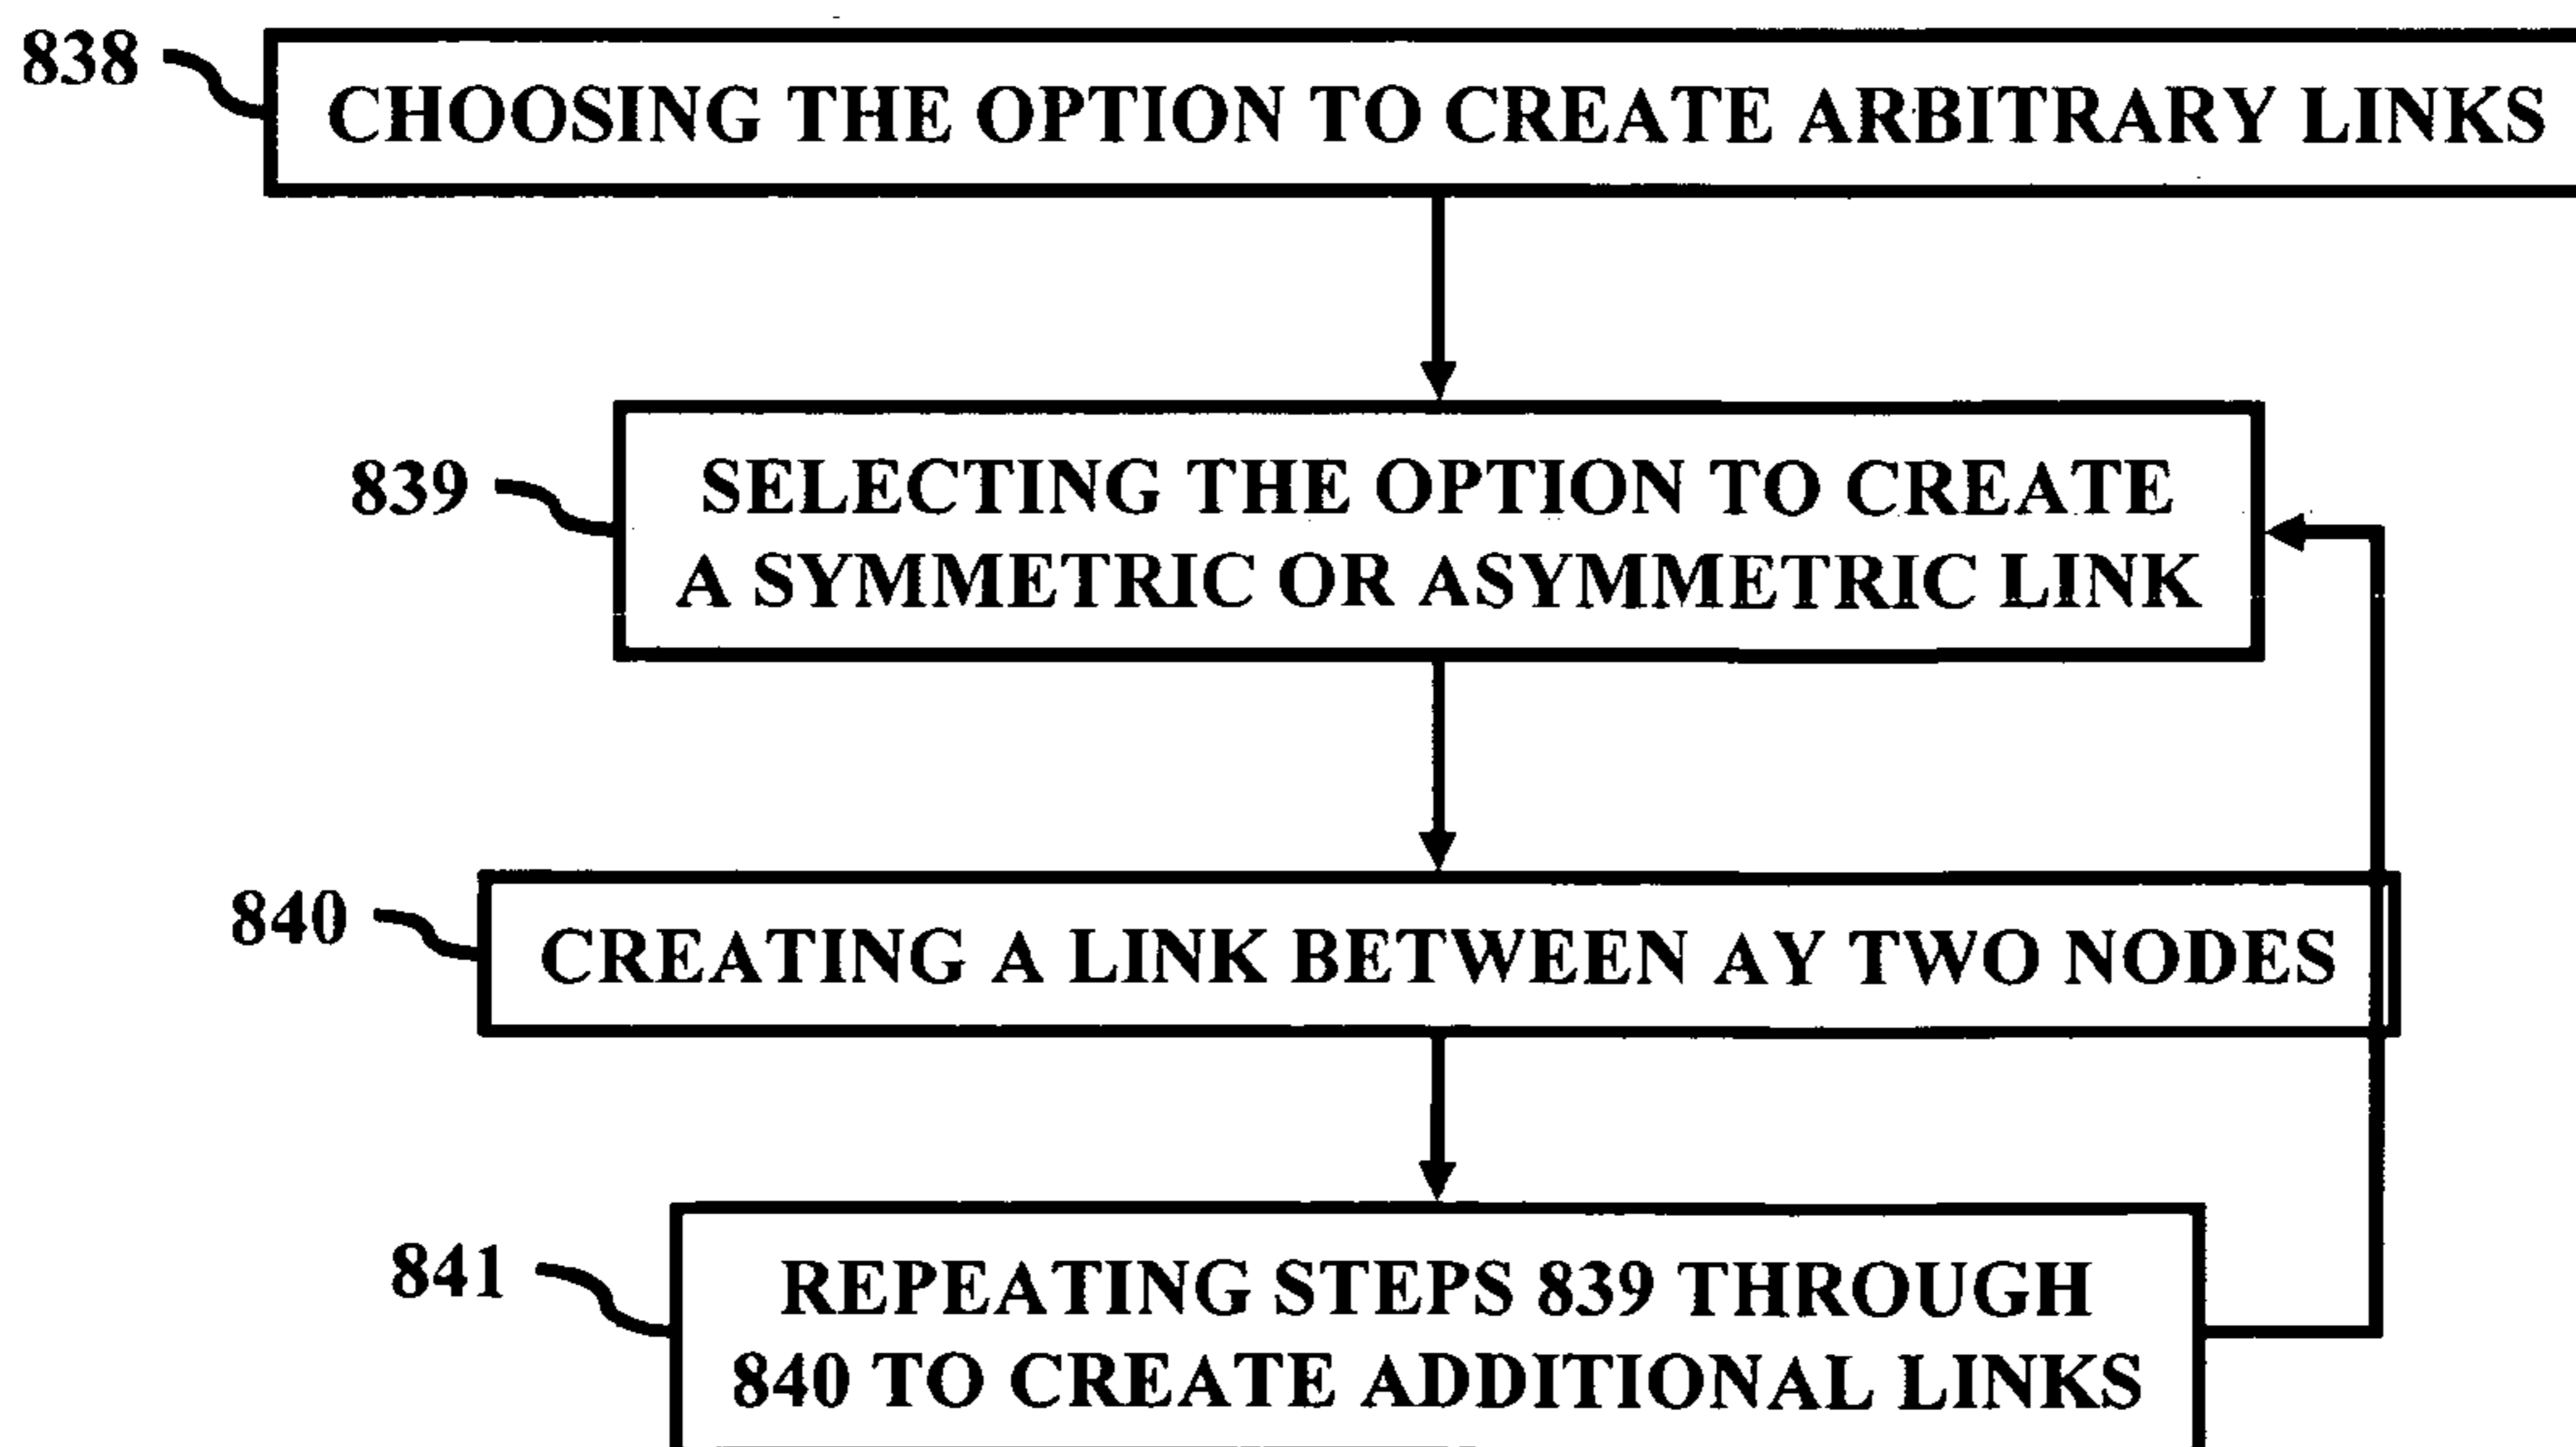 838
CHOOSING THE OPTION TO CREATE ARBITRARY LINKS
839
SELECTING THE OPTION TO CREATE
A SYMMETRIC OR ASYMMETRIC LINK
840
CREATING A LINK BETWEEN AY TWO NODES
841
REPEATING STEPS 839 THROUGH
840 TO CREATE ADDITIONAL LINKS